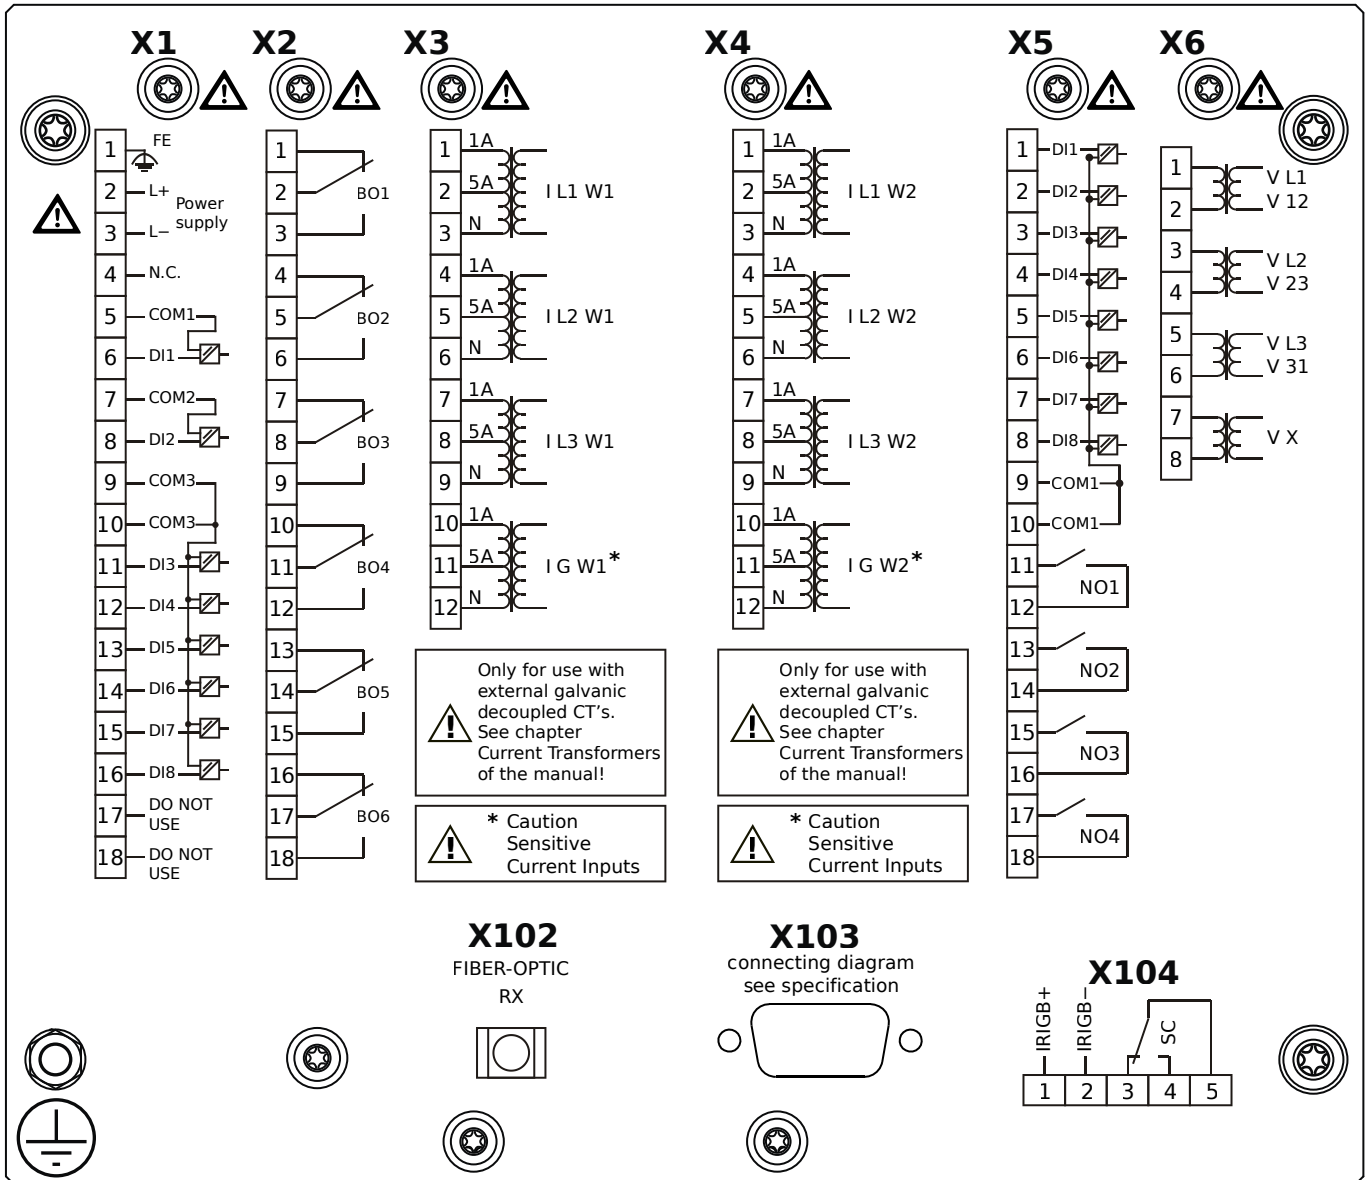 X1 X2 X3 X4 X5 X6
1 FE
2 L+
Power
supply
3 L−
4 N.C.
5 COM1
6 DI1
7 COM2
8 DI2
9 COM3
10 COM3
11 DI3
12 DI4
13 DI5
14 DI6
15 DI7
16 DI8
17 DO NOT
USE
18 DO NOT
USE
1
2 BO1
3
4
5 BO2
6
7
8 BO3
9
10
11 BO4
12
13
14 BO5
15
16
17 BO6
18
1 1A
2 5A I L1 W1
3 N
4 1A
5 5A I L2 W1
6 N
7 1A
8 5A I L3 W1
9 N
10 1A
11 5A I G W1*
12 N
Only for use with
external galvanic
decoupled CT's.
See chapter
Current Transformers
of the manual!
* Caution
Sensitive
Current Inputs
1 1A
2 5A I L1 W2
3 N
4 1A
5 5A I L2 W2
6 N
7 1A
8 5A I L3 W2
9 N
10 1A
11 5A I G W2*
12 N
Only for use with
external galvanic
decoupled CT's.
See chapter
Current Transformers
of the manual!
* Caution
Sensitive
Current Inputs
1 DI1
2 DI2
3 DI3
4 DI4
5 DI5
6 DI6
7 DI7
8 DI8
9 COM1
10 COM1
11
NO1
12
13
NO2
14
15
NO3
16
17
NO4
18
1 V L1
2 V 12
3 V L2
4 V 23
5 V L3
6 V 31
7
V X
8
X102
FIBER-OPTIC
RX
X103
connecting diagram
see specification
X104
IRIGB+ IRIGB− SC
1 2 3 4 5